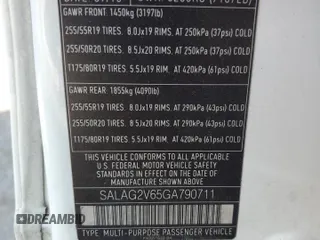 GAWR FRONT: 1450kg (3197lb)
255/55R19 TIRES. 8.0Jx19 RIMS. AT 250kPa (37psi) COLD
255/50R20 TIRES. 8.5Jx20 RIMS. AT 250kPa (37psi) COLD
T175/80R19 TIRES. 5.5Jx19 RIM. AT 420kPa (61psi) COLD
GAWR REAR: 1855kg (4090lb)
255/55R19 TIRES. 8.0Jx19 RIMS. AT 290kPa (43psi) COLD
255/50R20 TIRES. 8.5Jx20 RIMS. AT 290kPa (43psi) COLD
T175/80R19 TIRES. 5.5Jx19 RIM. AT 420kPa (61psi) COLD
THIS VEHICLE CONFORMS TO ALL APPLICABLE
U.S. FEDERAL MOTOR VEHICLE SAFETY
STANDARDS IN EFFECT ON THE DATE OF
MANUFACTURE SHOWN ABOVE.
SALAG2V65GA790711
TYPE: MULTI-PURPOSE PASSENGER VEHICLE